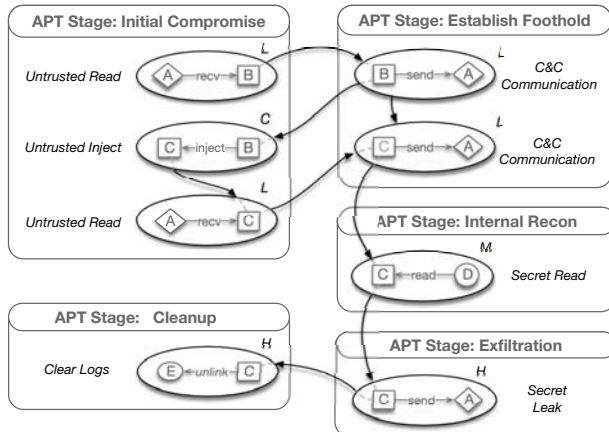 APT Stage: Initial Compromise
L
Untrusted Read
A recv B
C
Untrusted Inject
C inject B
L
Untrusted Read
A recv C
APT Stage: Establish Foothold
L
B send A
C&C
Communication
L
C send A
C&C
Communication
APT Stage: Internal Recon
M
C read D
Secret Read
APT Stage: Exfiltration
H
C send A
Secret
Leak
APT Stage: Cleanup
H
Clear Logs
E unlink C